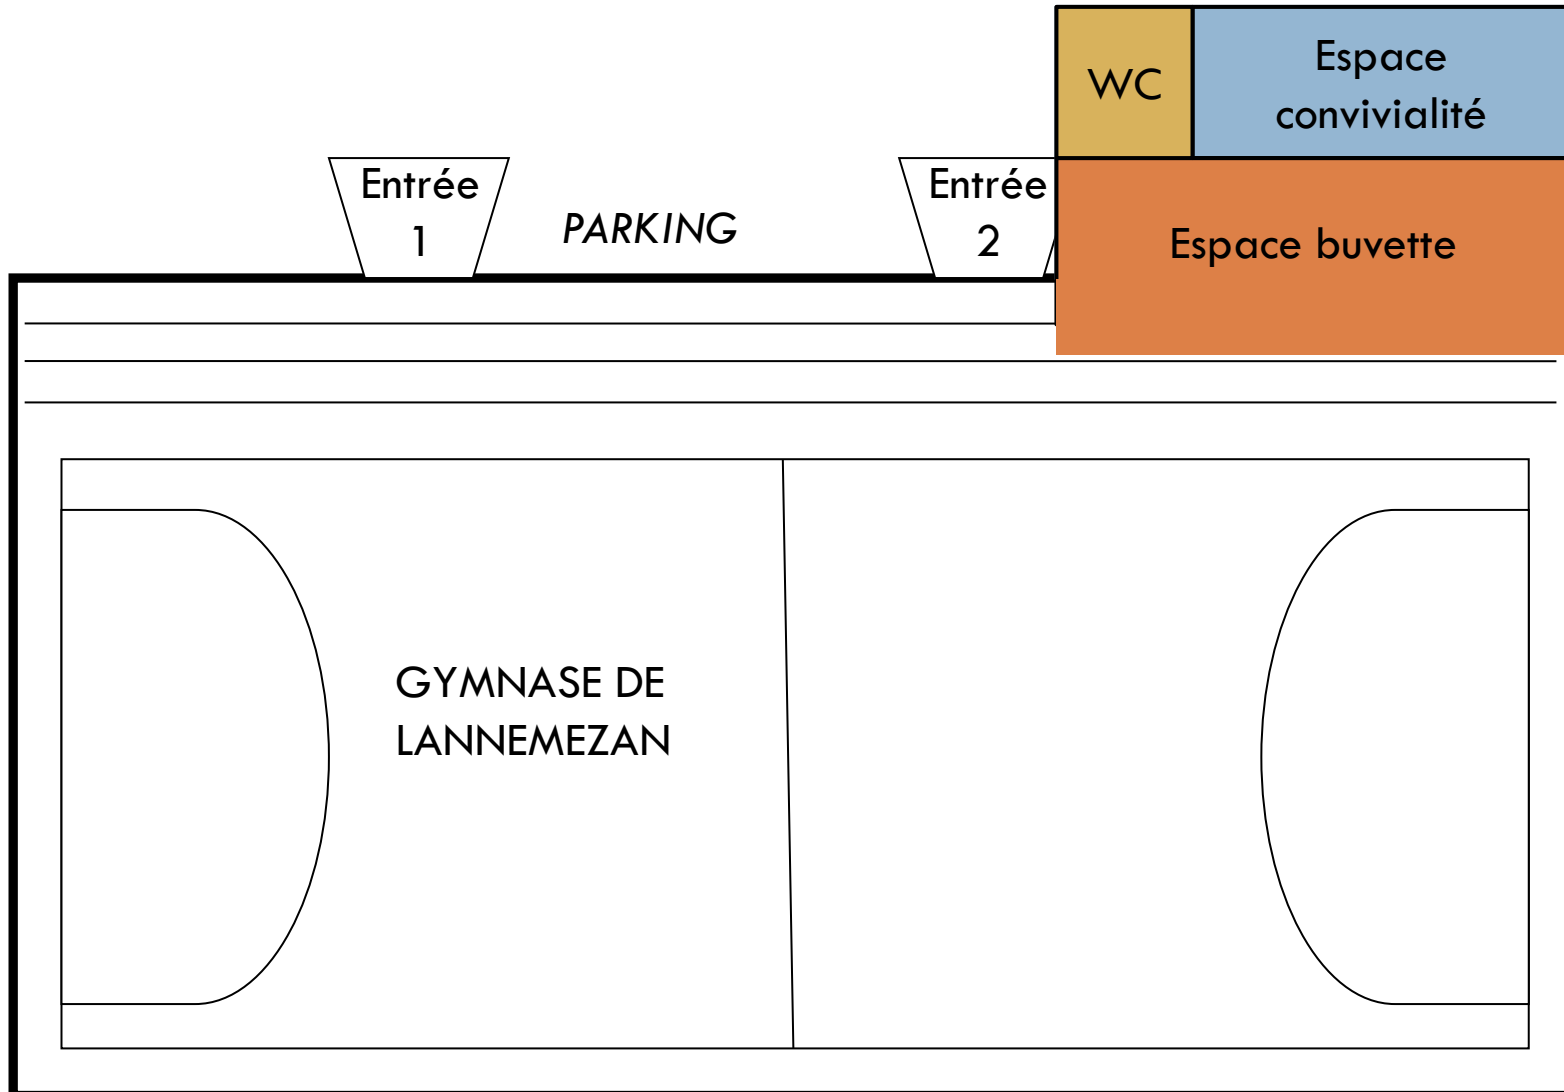 WC
Espace
convivialité
Entrée
1
PARKING
Entrée
2
Espace buvette
GYMNASE DE
LANNEMEZAN